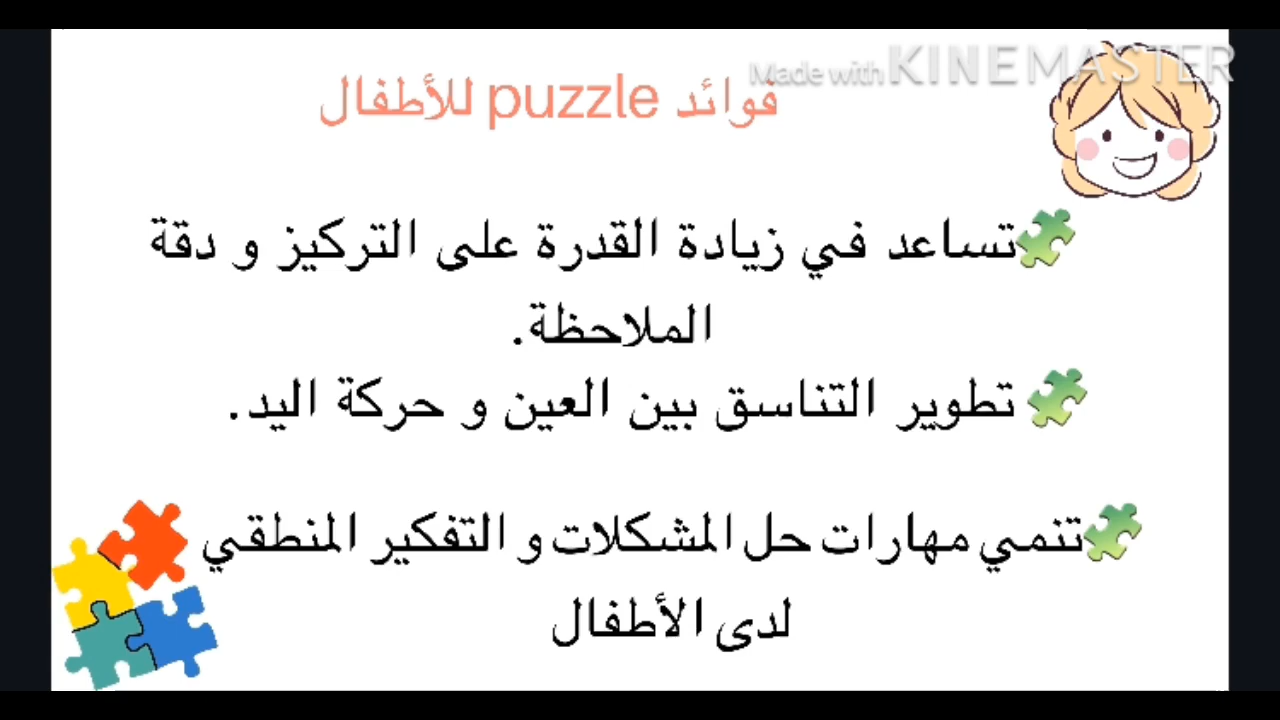 Made with KINEMASTER
فوائد puzzle للأطفال
تساعد في زيادة القدرة على التركيز و دقة
الملاحظة.
تطوير التناسق بين العين و حركة اليد.
تنمي مهارات حل المشكلات و التفكير المنطقي
لدى الأطفال